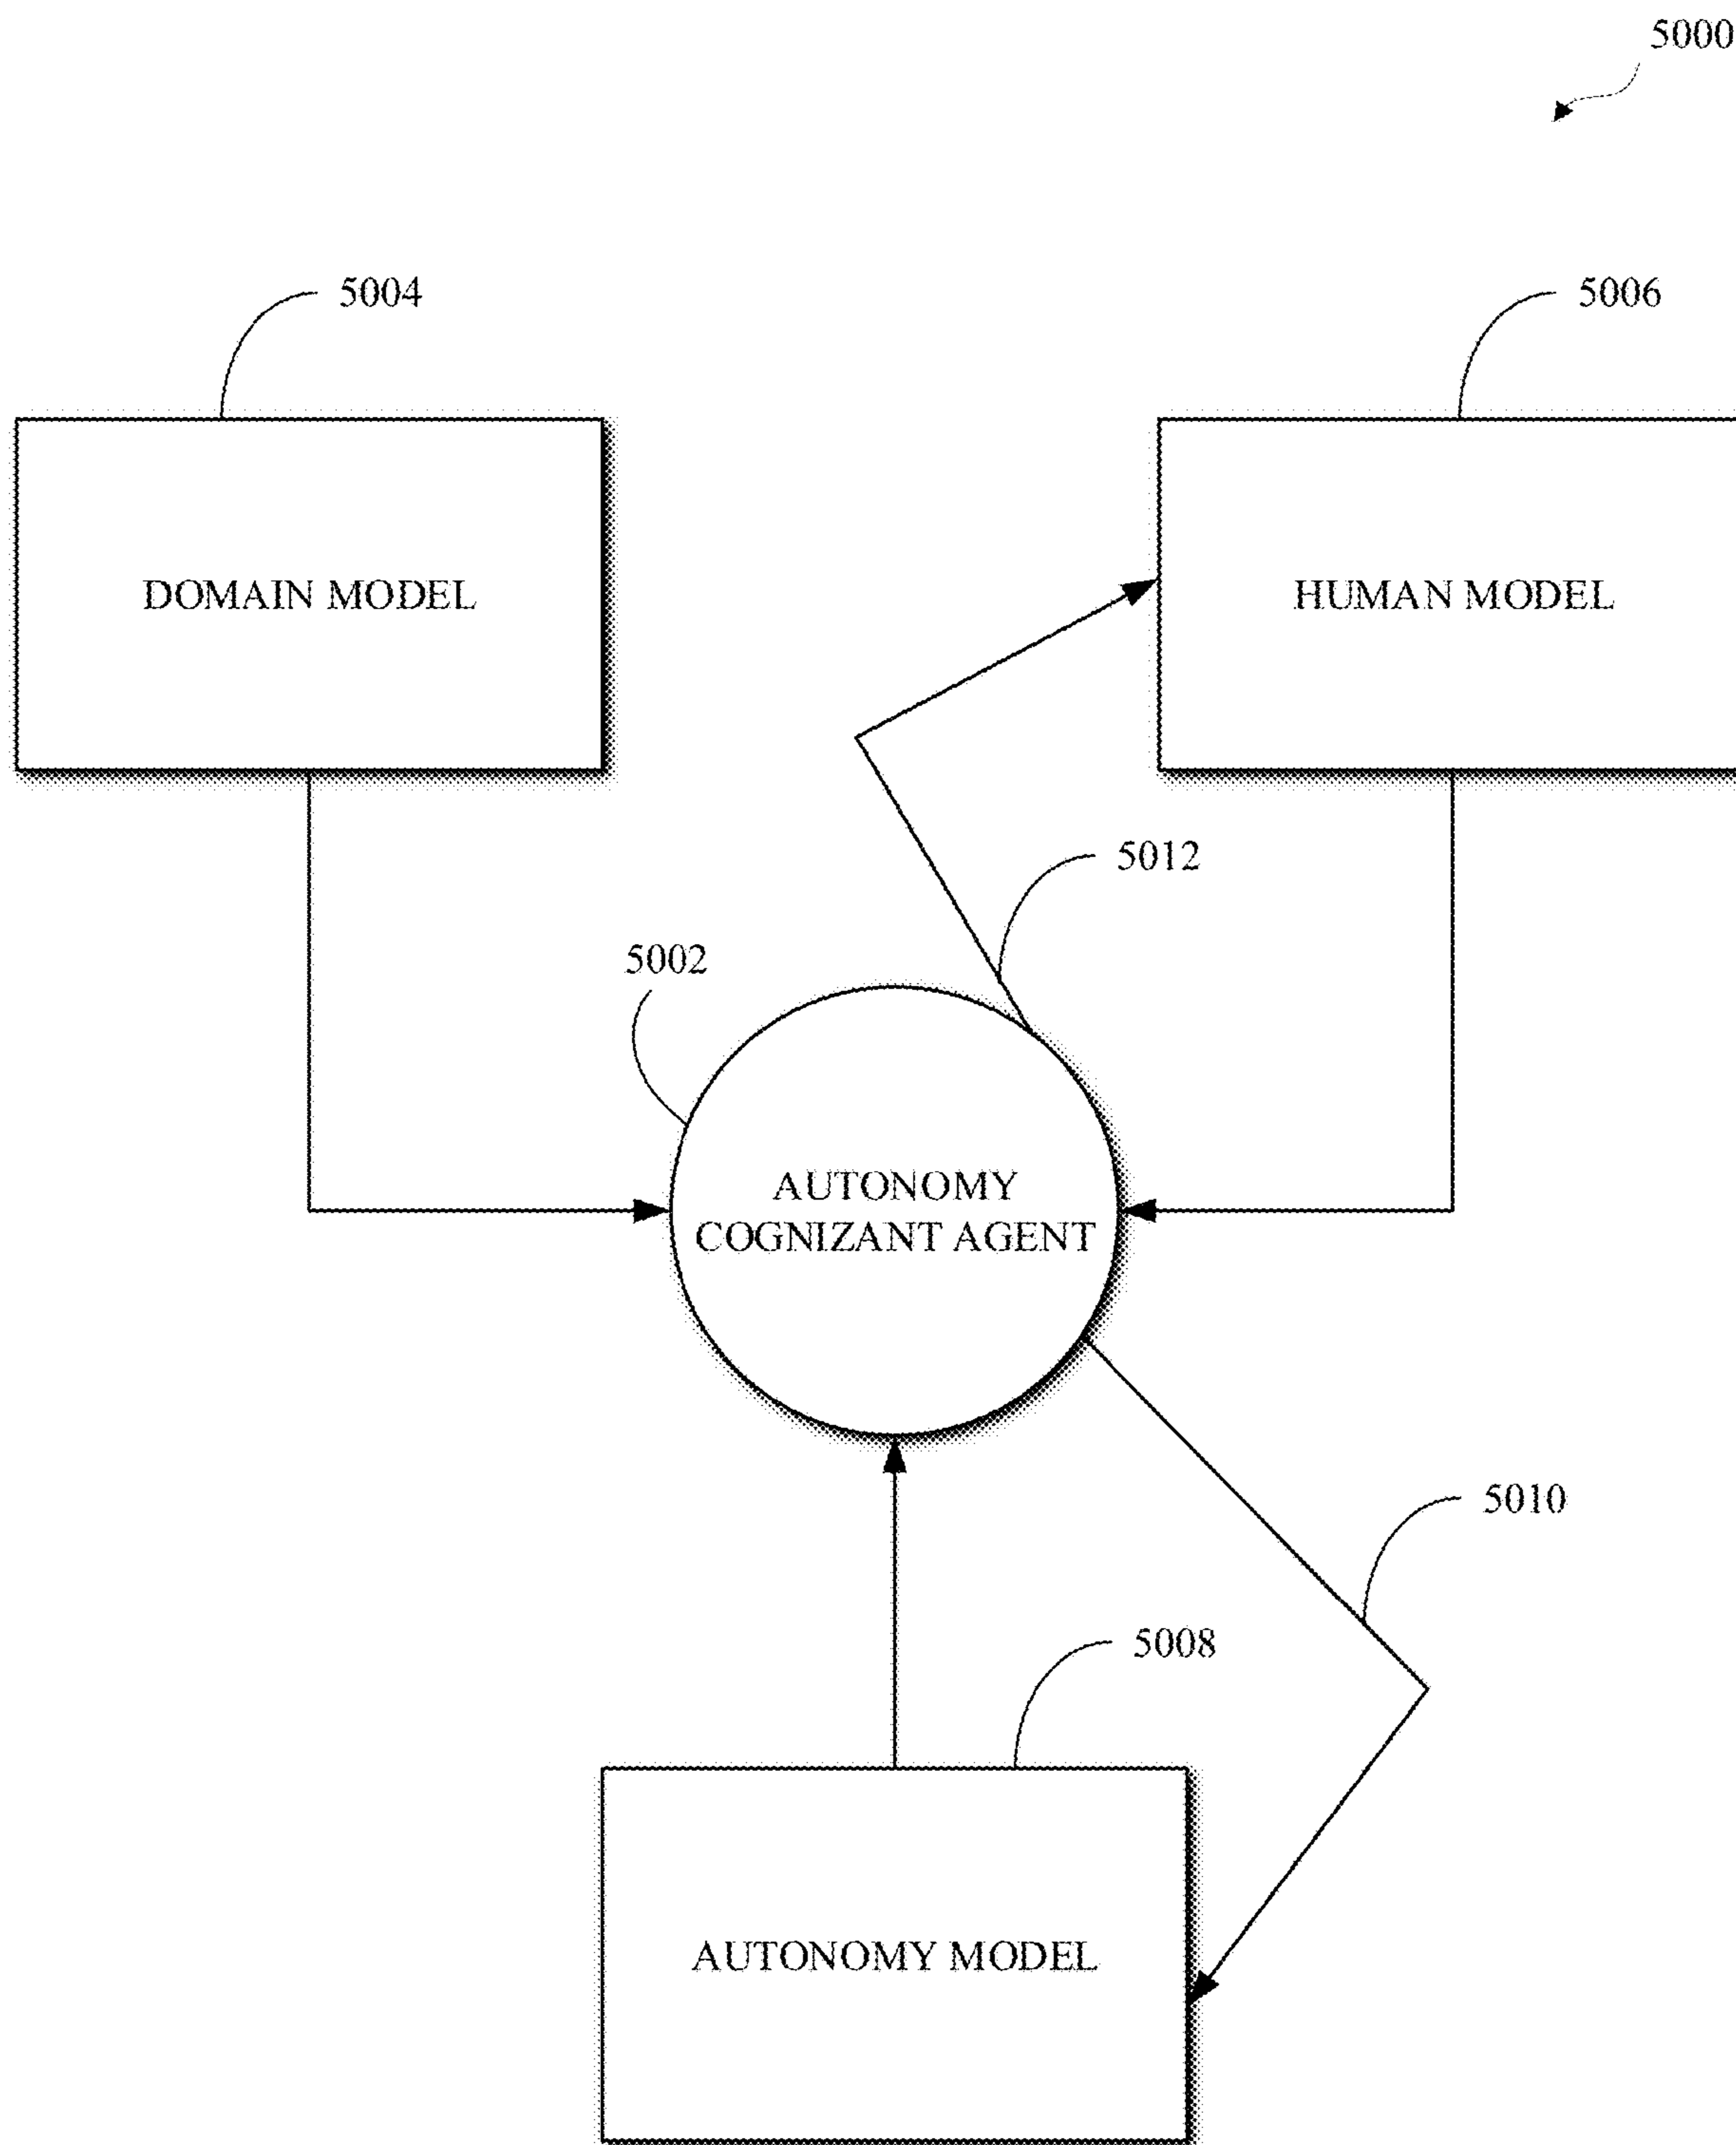 5000
5004
5006
DOMAIN MODEL
HUMAN MODEL
5012
5002
AUTONOMY
COGNIZANT AGENT
5010
5008
AUTONOMY MODEL